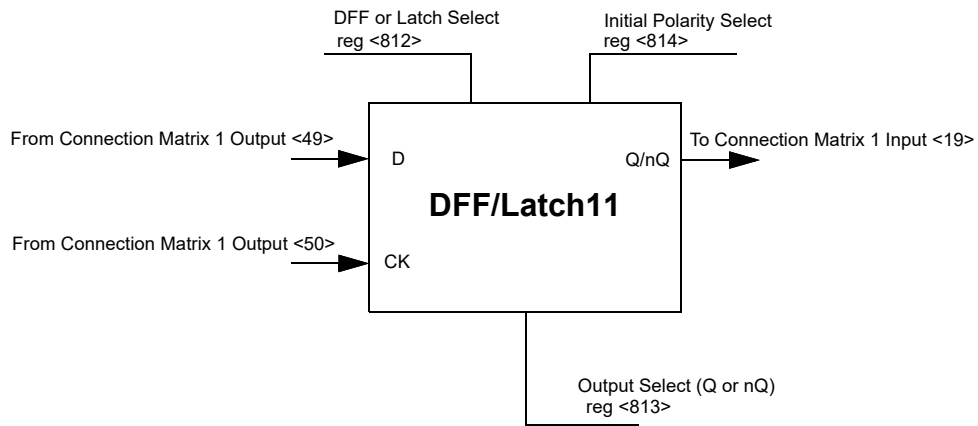 DFF or Latch Select
reg <812>
Initial Polarity Select
reg <814>
From Connection Matrix 1 Output <49>
To Connection Matrix 1 Input <19>
D
Q/nQ
DFF/Latch11
From Connection Matrix 1 Output <50>
CK
Output Select (Q or nQ)
reg <813>